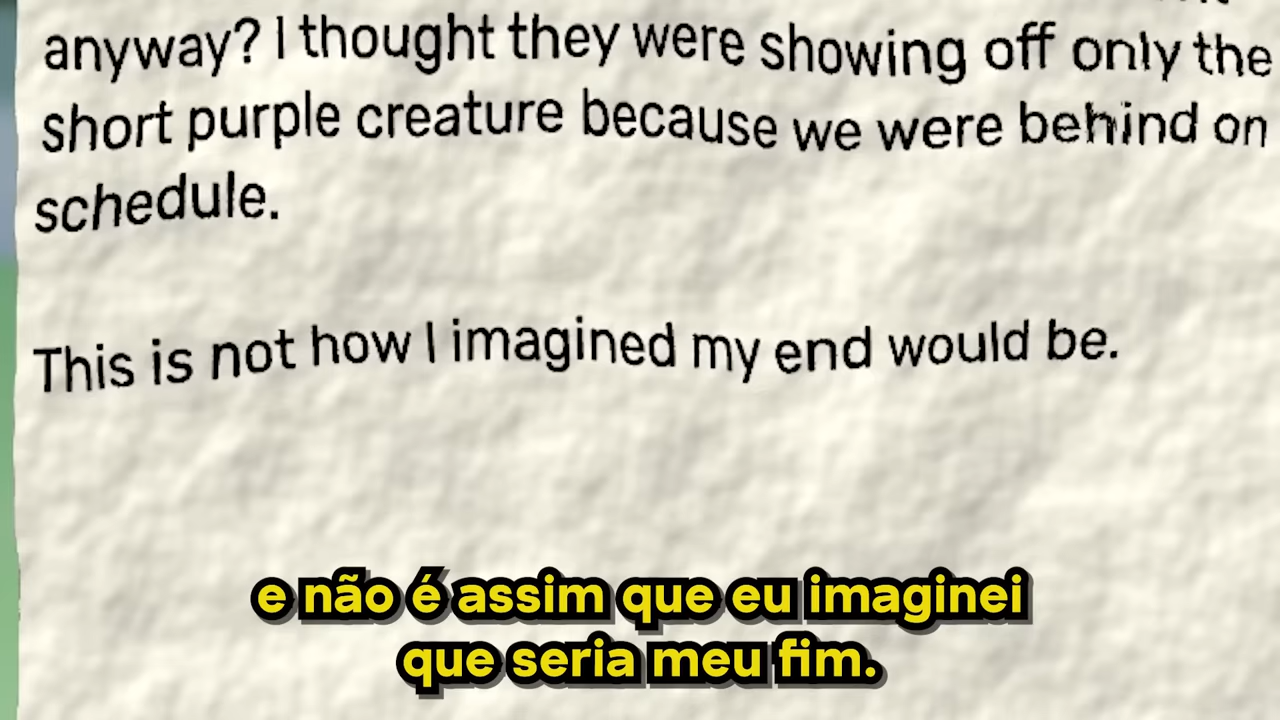 anyway? I thought they were showing off only the
short purple creature because we were behind on
schedule.
This is not how I imagined my end would be.
e não é assim que eu imaginei
que seria meu fim.